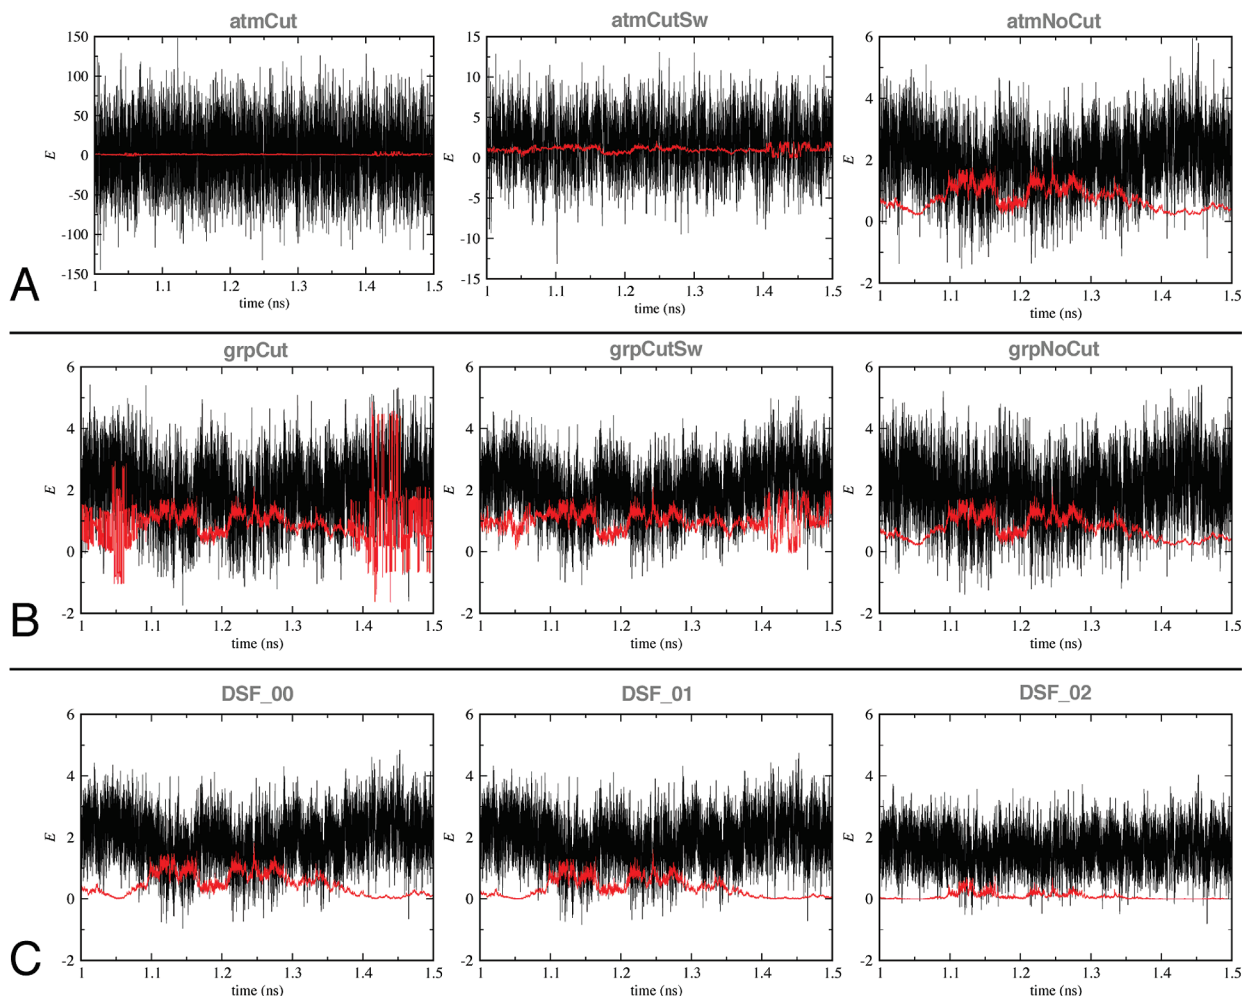 atmCut atmCutSw atmNoCut
150 15 6
100 10
50 5 4
E 0 E 0 E 2
-50 -5 0
-100 -10
-150 -15 -2
1 1.1 1.2 1.3 1.4 1.5 1 1.1 1.2 1.3 1.4 1.5 1 1.1 1.2 1.3 1.4 1.5
time (ns) time (ns) time (ns)
A
grpCut grpCutSw grpNoCut
6 6 6
4 4 4
E 2 E 2 E 2
0 0 0
-2 -2 -2
1 1.1 1.2 1.3 1.4 1.5 1 1.1 1.2 1.3 1.4 1.5 1 1.1 1.2 1.3 1.4 1.5
time (ns) time (ns) time (ns)
B
DSF_00 DSF_01 DSF_02
6 6 6
4 4 4
E 2 E 2 E 2
0 0 0
-2 -2 -2
1 1.1 1.2 1.3 1.4 1.5 1 1.1 1.2 1.3 1.4 1.5 1 1.1 1.2 1.3 1.4 1.5
time (ns) time (ns) time (ns)
C